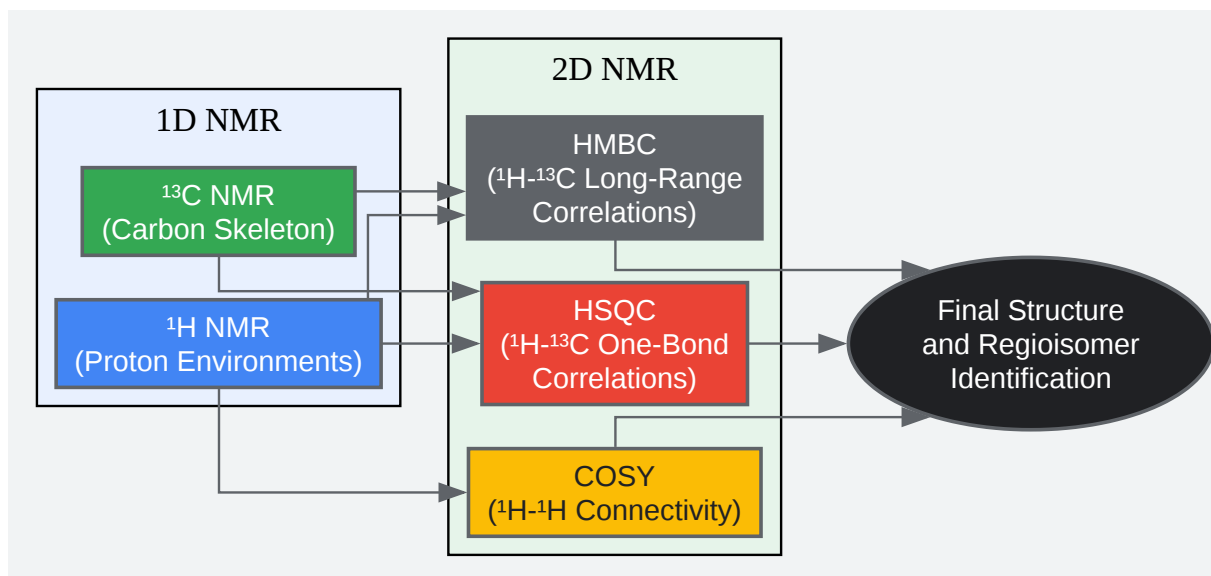 1D NMR
¹³C NMR
(Carbon Skeleton)
¹H NMR
(Proton Environments)
2D NMR
HMBC
(¹H-¹³C Long-Range
Correlations)
HSQC
(¹H-¹³C One-Bond
Correlations)
COSY
(¹H-¹H Connectivity)
Final Structure
and Regioisomer
Identification